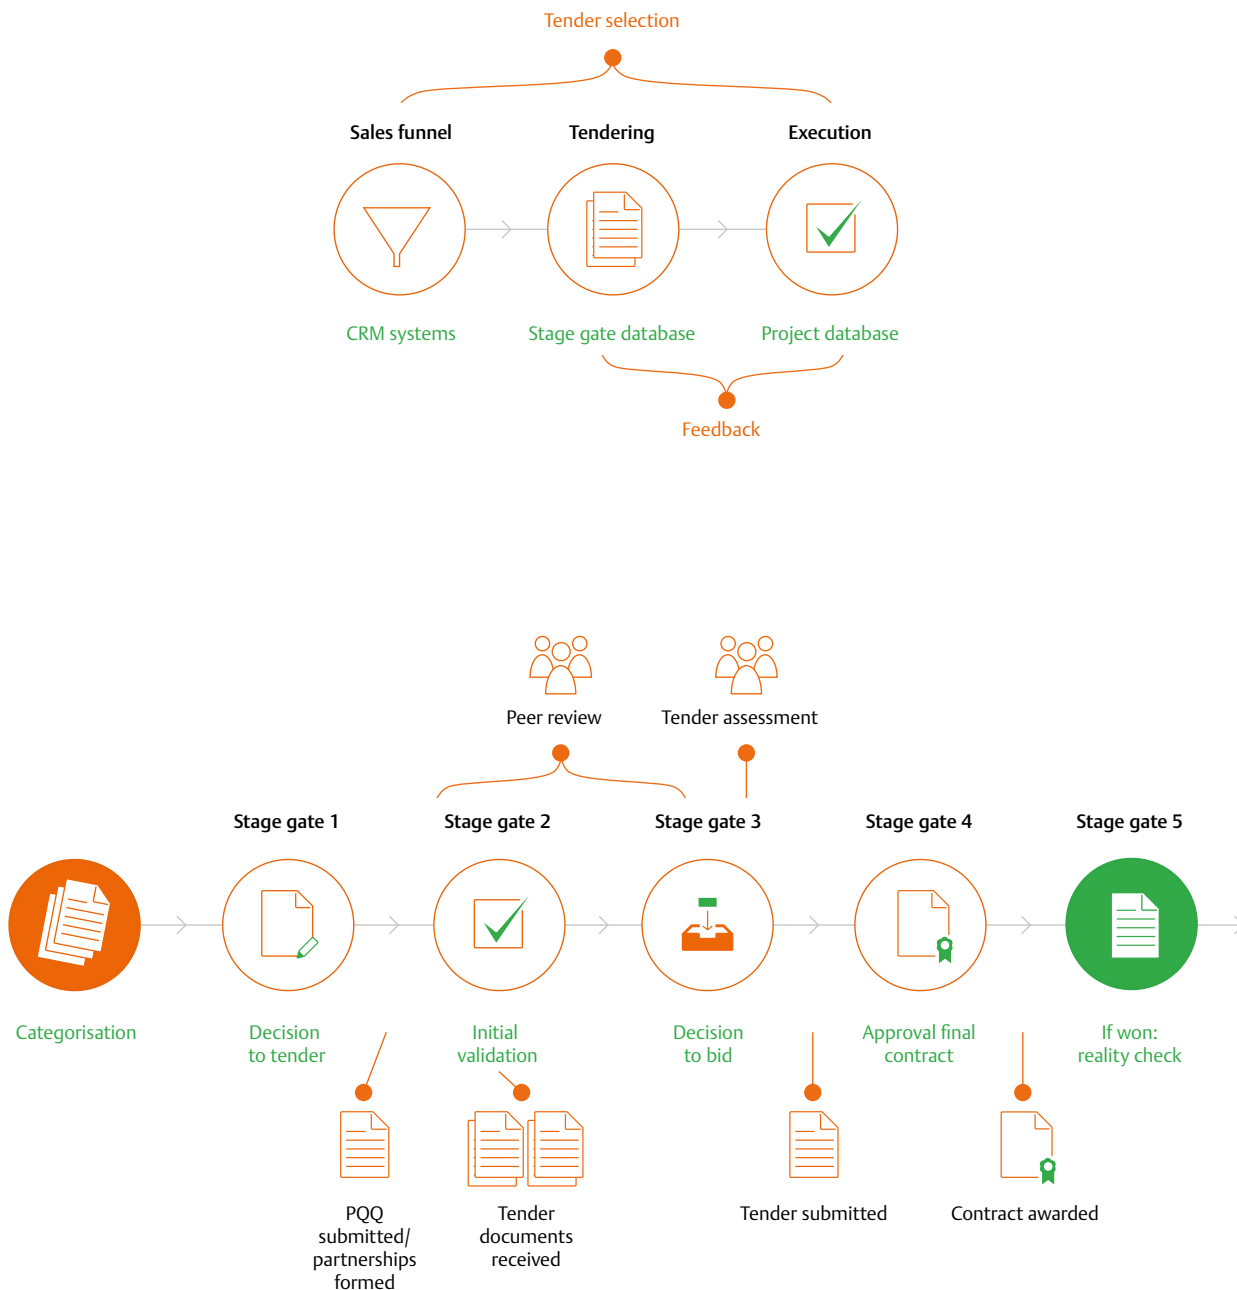 Tender selection
Sales funnel
Tendering
Execution
CRM systems
Stage gate database
Project database
Feedback
Peer review
Tender assessment
Stage gate 1
Stage gate 2
Stage gate 3
Stage gate 4
Stage gate 5
Categorisation
Decision
to tender
Initial
validation
Decision
to bid
Approval final
contract
If won:
reality check
PQQ
submitted/
partnerships
formed
Tender
documents
received
Tender submitted
Contract awarded